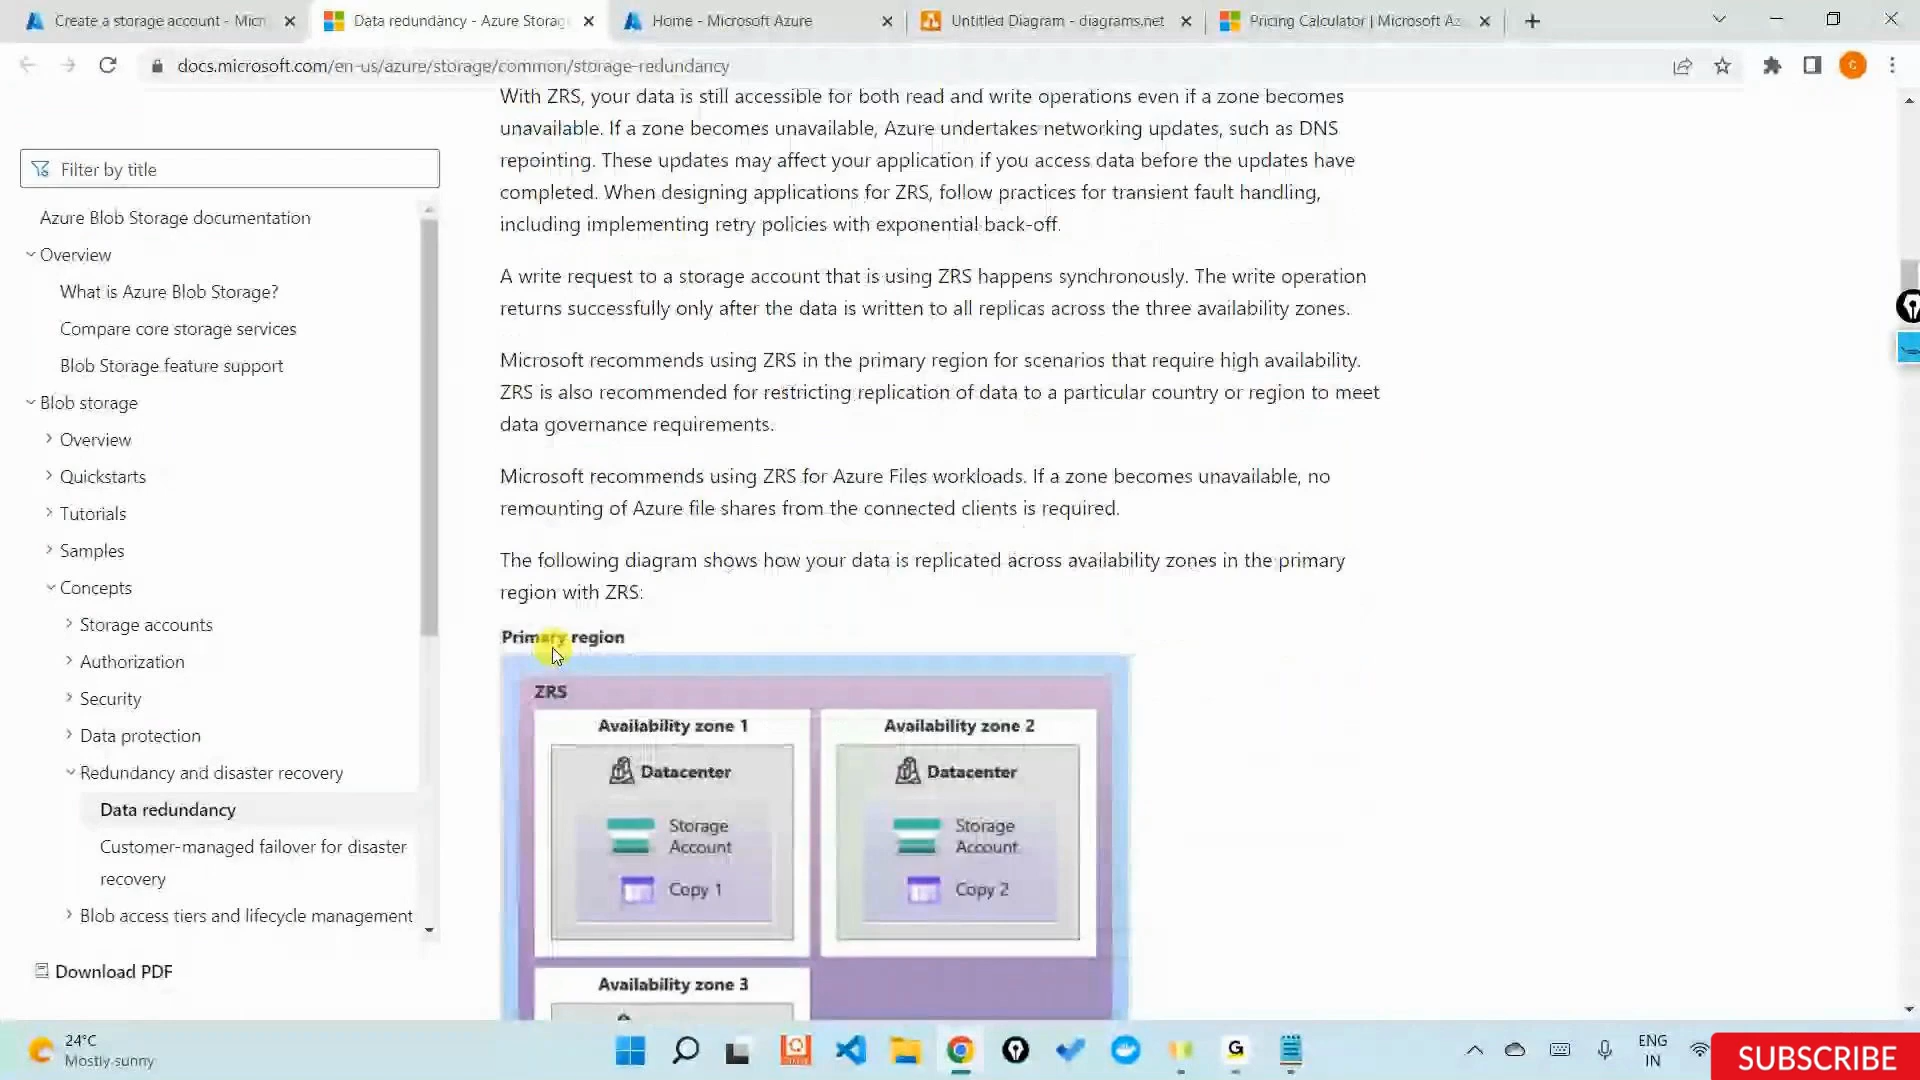 Create a storage account - Micr
Data redundancy - Azure Storag
Home - Microsoft Azure
Untitled Diagram - diagrams.net
Pricing Calculator | Microsoft Az
docs.microsoft.com/en-us/azure/storage/common/storage-redundancy
C
Filter by title
Azure Blob Storage documentation
Overview
What is Azure Blob Storage?
Compare core storage services
Blob Storage feature support
Blob storage
Overview
Quickstarts
Tutorials
Samples
Concepts
Storage accounts
Authorization
Security
Data protection
Redundancy and disaster recovery
Data redundancy
Customer-managed failover for disaster
recovery
Blob access tiers and lifecycle management
Download PDF
With ZRS, your data is still accessible for both read and write operations even if a zone becomes
unavailable. If a zone becomes unavailable, Azure undertakes networking updates, such as DNS
repointing. These updates may affect your application if you access data before the updates have
completed. When designing applications for ZRS, follow practices for transient fault handling,
including implementing retry policies with exponential back-off.
A write request to a storage account that is using ZRS happens synchronously. The write operation
returns successfully only after the data is written to all replicas across the three availability zones.
Microsoft recommends using ZRS in the primary region for scenarios that require high availability.
ZRS is also recommended for restricting replication of data to a particular country or region to meet
data governance requirements.
Microsoft recommends using ZRS for Azure Files workloads. If a zone becomes unavailable, no
remounting of Azure file shares from the connected clients is required.
The following diagram shows how your data is replicated across availability zones in the primary
region with ZRS:
Primary region
ZRS
Availability zone 1
Datacenter
Storage
Account
Copy 1
Availability zone 2
Datacenter
Storage
Account
Copy 2
Availability zone 3
24°C
Mostly sunny
G
ENG
IN
SUBSCRIBE